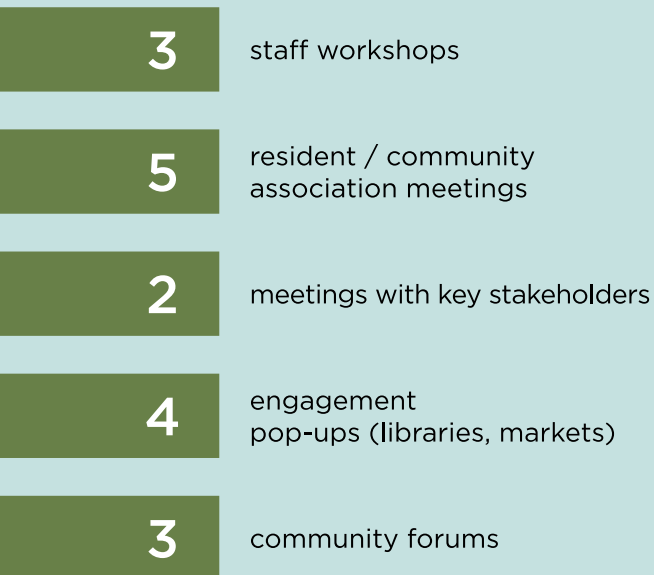 3
staff workshops
5
resident / community
association meetings
2
meetings with key stakeholders
4
engagement
pop-ups (libraries, markets)
3
community forums